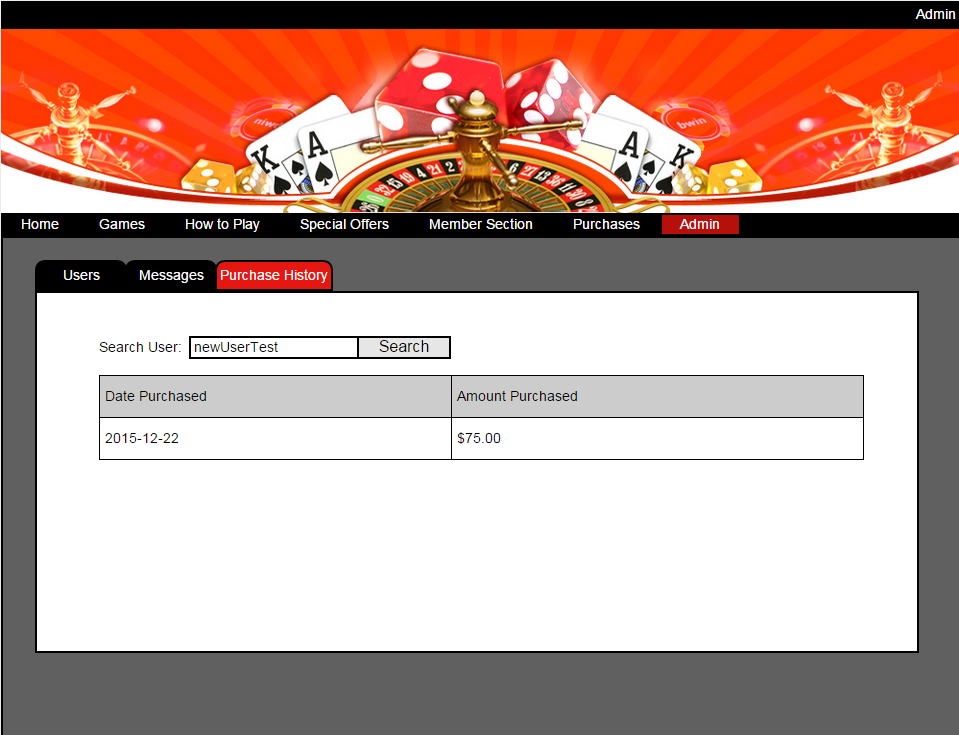 Admin
bwin
K A A K
Home Games How to Play Special Offers Member Section Purchases Admin
Users Messages Purchase History
Search User: newUserTest Search
Date Purchased Amount Purchased
2015-12-22 $75.00